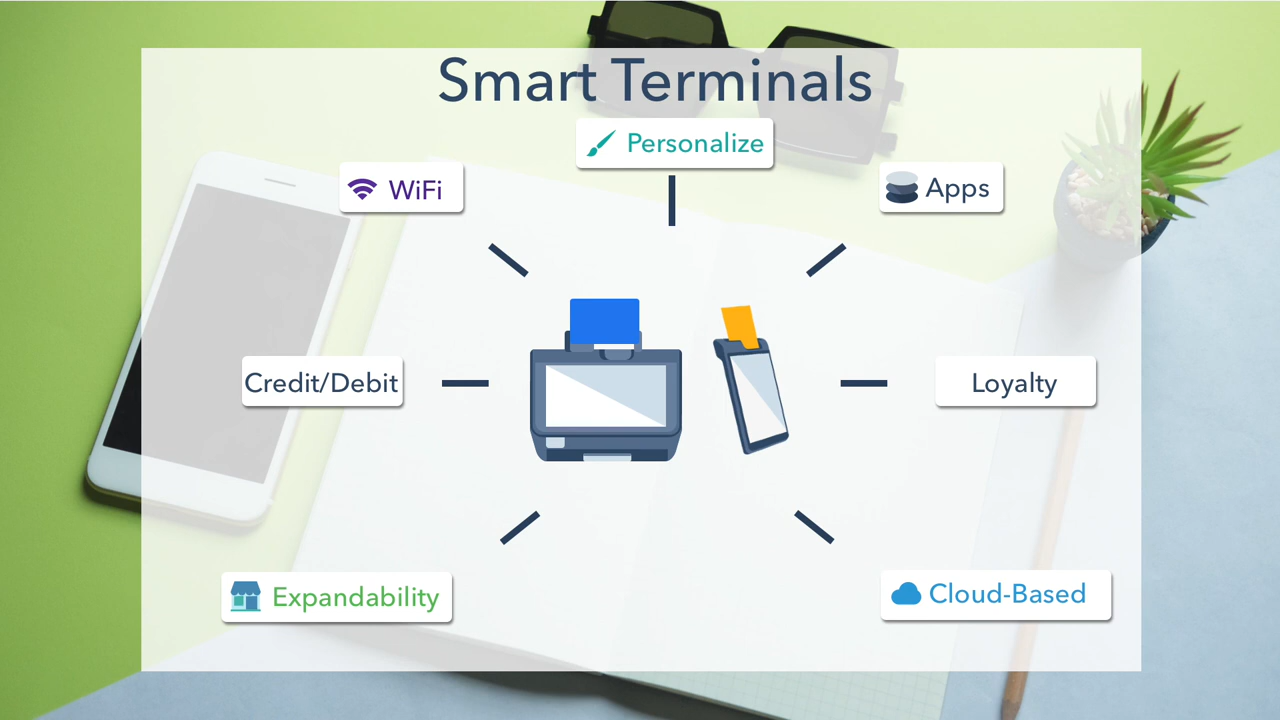 Smart Terminals
Personalize
WiFi
Apps
Credit/Debit
Loyalty
Expandability
Cloud-Based